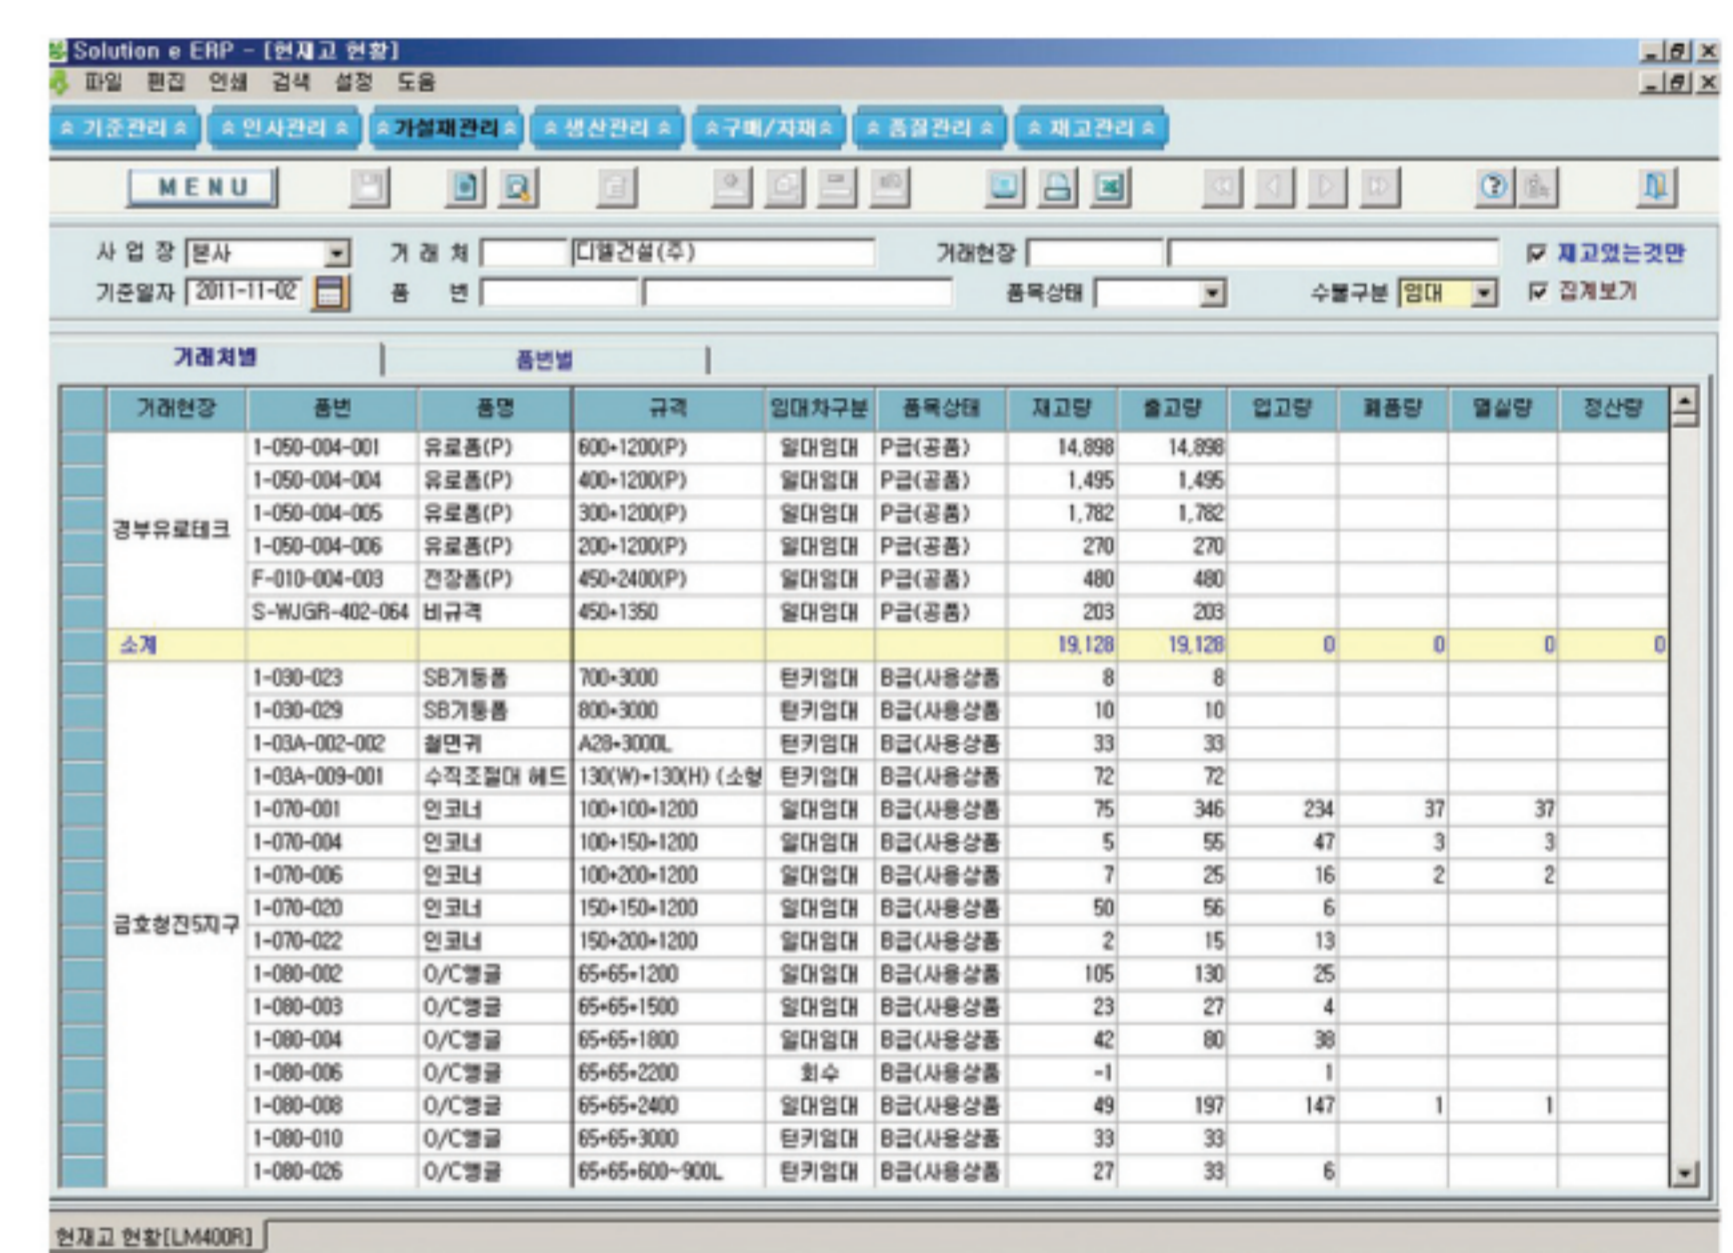 Solution e ERP - [현재고 현황]
파일 편집 인쇄 검색 설정 도움
기준관리 인사관리 가설재관리 생산관리 구매/자재 품질관리 재고관리
MENU
사 업 장 본사 거 래 처 디엘건설(주) 거래현장 재고있는것만
기준일자 2011-11-02 품 번 품목상태 수불구분 임대 집계보기
거래처별 품번별
거래현장 품번 품명 규격 임대차구분 품목상태 재고량 출고량 입고량 폐품량 멸실량 정산량
1-050-004-001 유로폼(P) 600*1200(P) 일대임대 P급(공품) 14,898 14,898
1-050-004-004 유로폼(P) 400*1200(P) 일대임대 P급(공품) 1,495 1,495
1-050-004-005 유로폼(P) 300*1200(P) 일대임대 P급(공품) 1,782 1,782
경부유로테크
1-050-004-006 유로폼(P) 200*1200(P) 일대임대 P급(공품) 270 270
F-010-004-003 전장폼(P) 450*2400(P) 일대임대 P급(공품) 480 480
S-WJGR-402-064 비규격 450*1350 일대임대 P급(공품) 203 203
소계 19,128 19,128 0 0 0 0
1-030-023 SB기둥폼 700*3000 턴키임대 B급(사용상품 8 8
1-030-029 SB기둥폼 800*3000 턴키임대 B급(사용상품 10 10
1-03A-002-002 철면귀 A28*3000L 턴키임대 B급(사용상품 33 33
1-03A-009-001 수직조절대 헤드 130(W)*130(H) (소형 턴키임대 B급(사용상품 72 72
1-070-001 인코너 100*100*1200 일대임대 B급(사용상품 75 346 234 37 37
1-070-004 인코너 100*150*1200 일대임대 B급(사용상품 5 55 47 3 3
1-070-006 인코너 100*200*1200 일대임대 B급(사용상품 7 25 16 2 2
1-070-020 인코너 150*150*1200 일대임대 B급(사용상품 50 56 6
금호청진5지구
1-070-022 인코너 150*200*1200 일대임대 B급(사용상품 2 15 13
1-080-002 O/C앵글 65*65*1200 일대임대 B급(사용상품 105 130 25
1-080-003 O/C앵글 65*65*1500 일대임대 B급(사용상품 23 27 4
1-080-004 O/C앵글 65*65*1800 일대임대 B급(사용상품 42 80 38
1-080-006 O/C앵글 65*65*2200 회수 B급(사용상품 -1 1
1-080-008 O/C앵글 65*65*2400 일대임대 B급(사용상품 49 197 147 1 1
1-080-010 O/C앵글 65*65*3000 턴키임대 B급(사용상품 33 33
1-080-026 O/C앵글 65*65*600~900L 턴키임대 B급(사용상품 27 33 6
현재고 현황[LM400R]